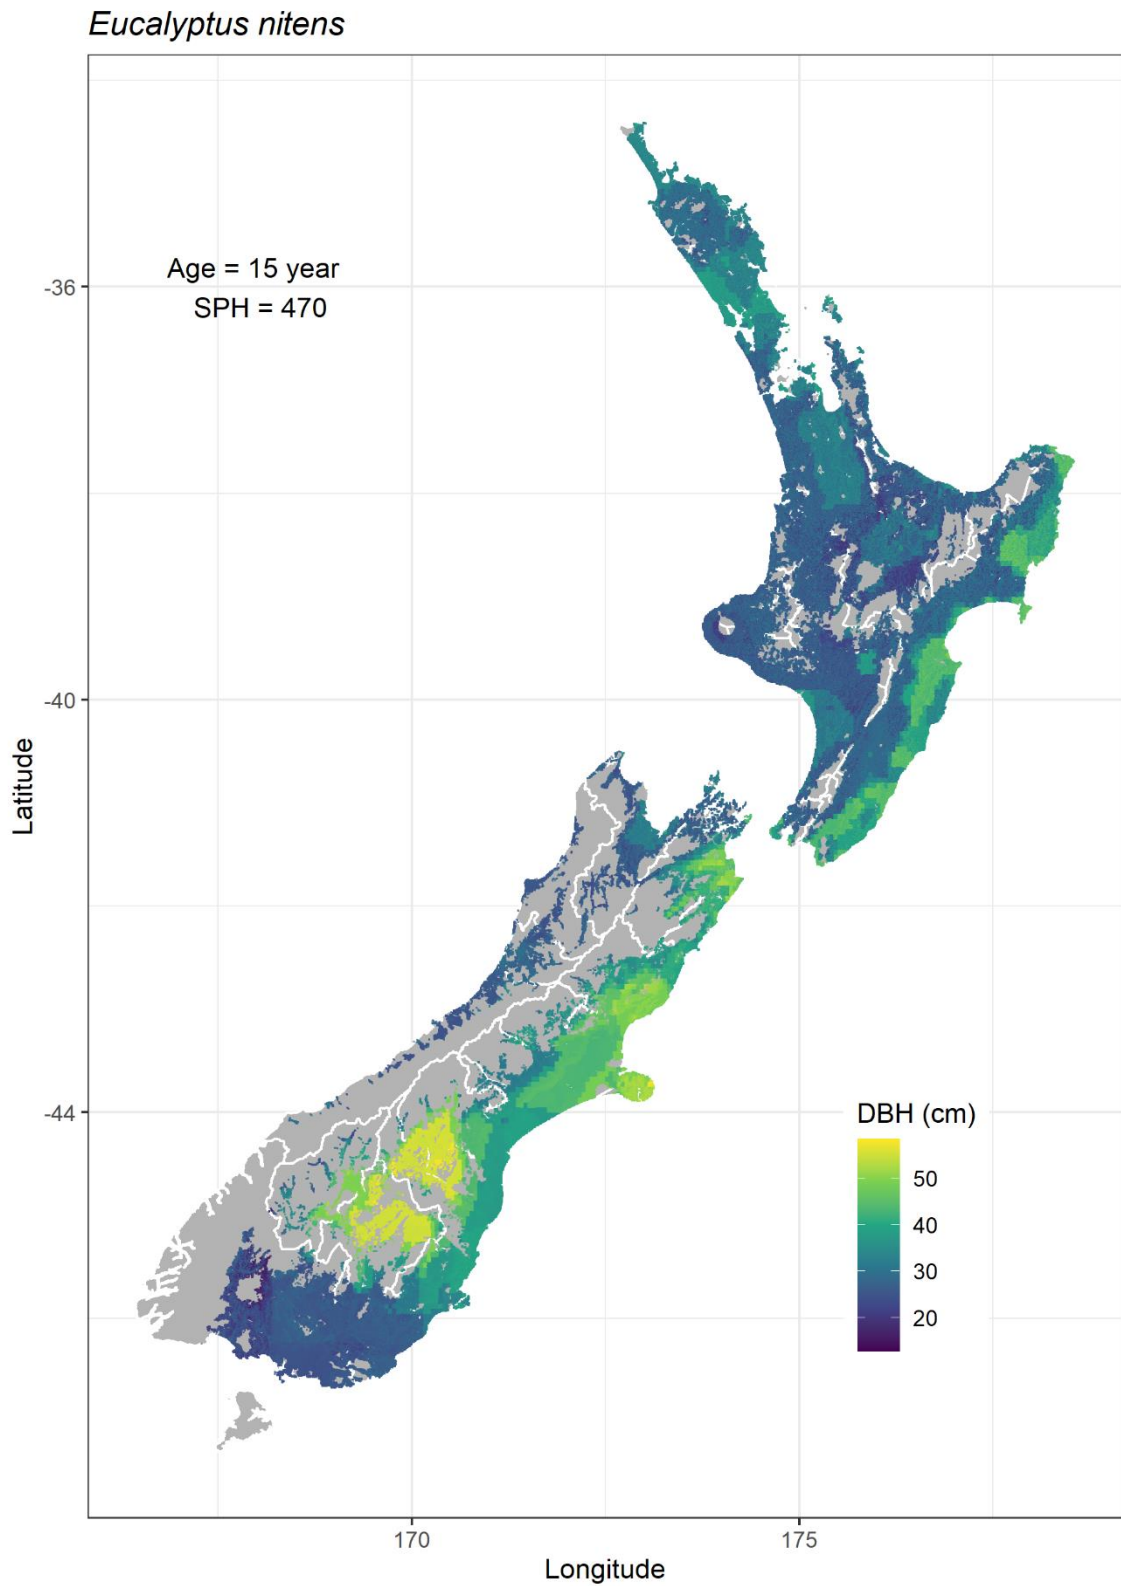 Eucalyptus nitens
Age = 15 year
SPH = 470
-36
-40
-44
Latitude
DBH (cm)
50
40
30
20
170
175
Longitude